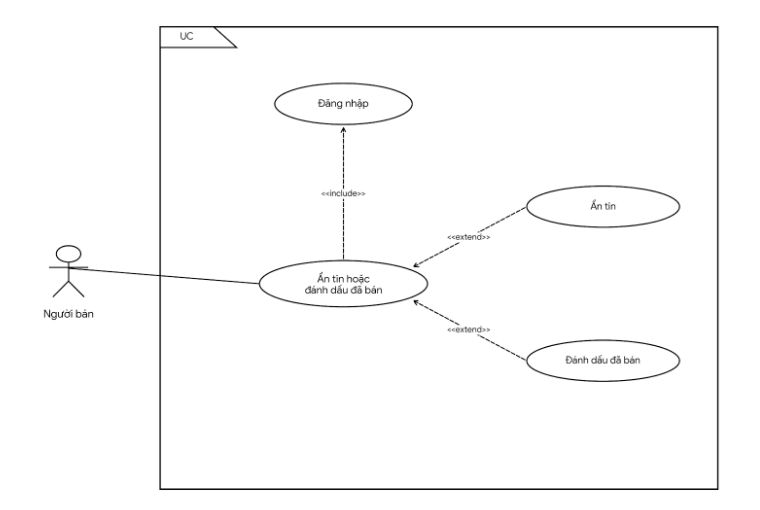 UC
Đăng nhập
<<include>>
Ẩn tin
<<extend>>
Ẩn tin hoặc
đánh dấu đã bán
Người bán
<<extend>>
Đánh dấu đã bán